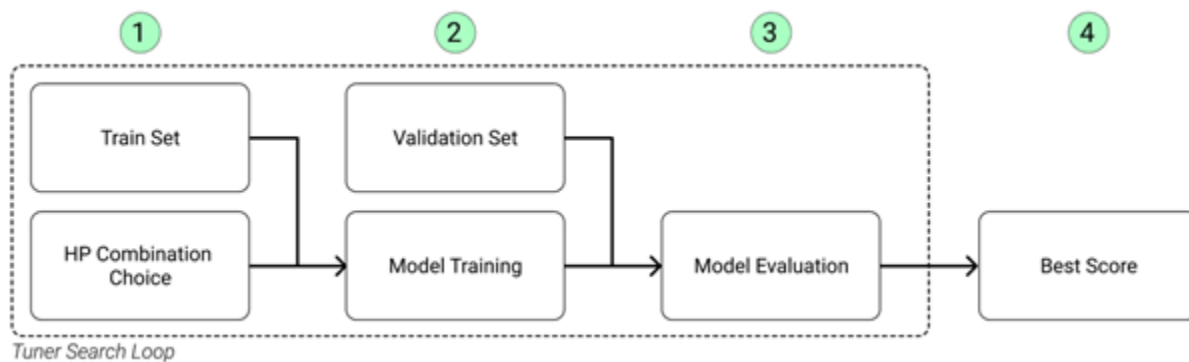 1
2
3
4
Train Set
Validation Set
HP Combination
Choice
Model Training
Model Evaluation
Best Score
Tuner Search Loop